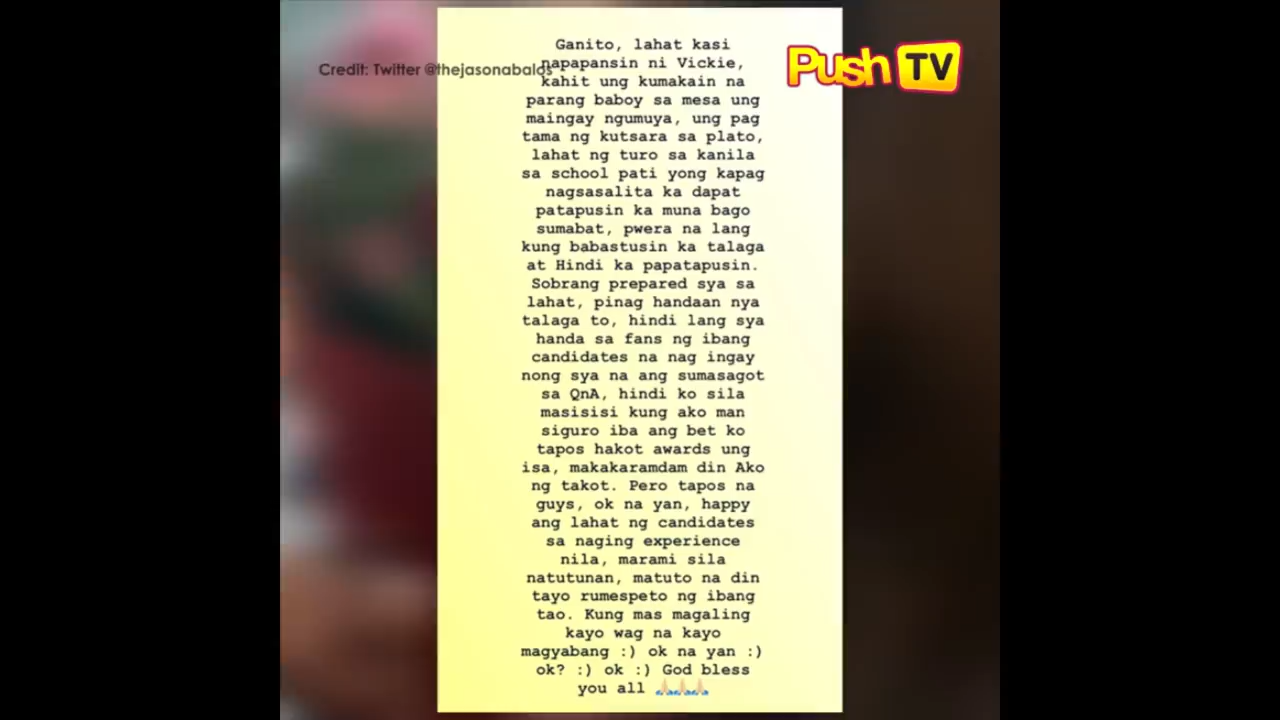 Credit: Twitter @thejasonabalos
Push TV
Ganito, lahat kasi
napapansin ni Vickie,
kahit ung kumakain na
parang baboy sa mesa ung
maingay ngumuya, ung pag
tama ng kutsara sa plato,
lahat ng turo sa kanila
sa school pati yong kapag
nagsasalita ka dapat
patapusin ka muna bago
sumabat, pwera na lang
kung babastusin ka talaga
at Hindi ka papatapusin.
Sobrang prepared sya sa
lahat, pinag handaan nya
talaga to, hindi lang sya
handa sa fans ng ibang
candidates na nag ingay
nong sya na ang sumasagot
sa QnA, hindi ko sila
masisisi kung ako man
siguro iba ang bet ko
tapos hakot awards ung
isa, makakaramdam din Ako
ng takot. Pero tapos na
guys, ok na yan, happy
ang lahat ng candidates
sa naging experience
nila, marami sila
natutunan, matuto na din
tayo rumespeto ng ibang
tao. Kung mas magaling
kayo wag na kayo
magyabang :) ok na yan :)
ok? :) ok :) God bless
you all 🙏🏻🙏🏻🙏🏻